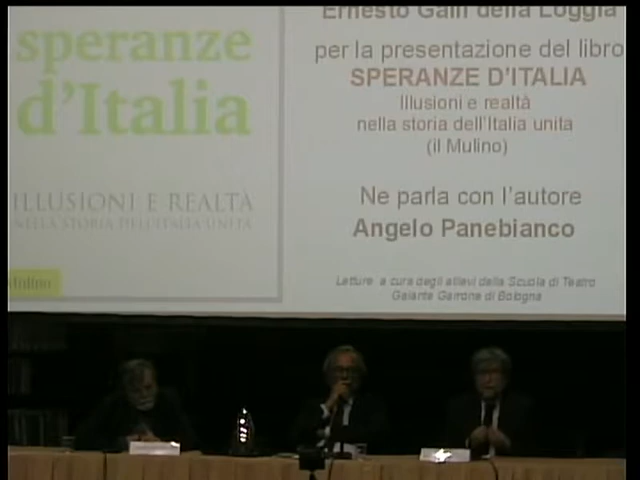 speranze
d'Italia
ILLUSIONI E REALTÀ
NELLA STORIA DELL'ITALIA UNITA
Mulino
Ernesto Galli della Loggia
per la presentazione del libro
SPERANZE D'ITALIA
Illusioni e realtà
nella storia dell'Italia unita
(il Mulino)
Ne parla con l'autore
Angelo Panebianco
Letture a cura degli allievi della Scuola di Teatro
Galante Garrone di Bologna